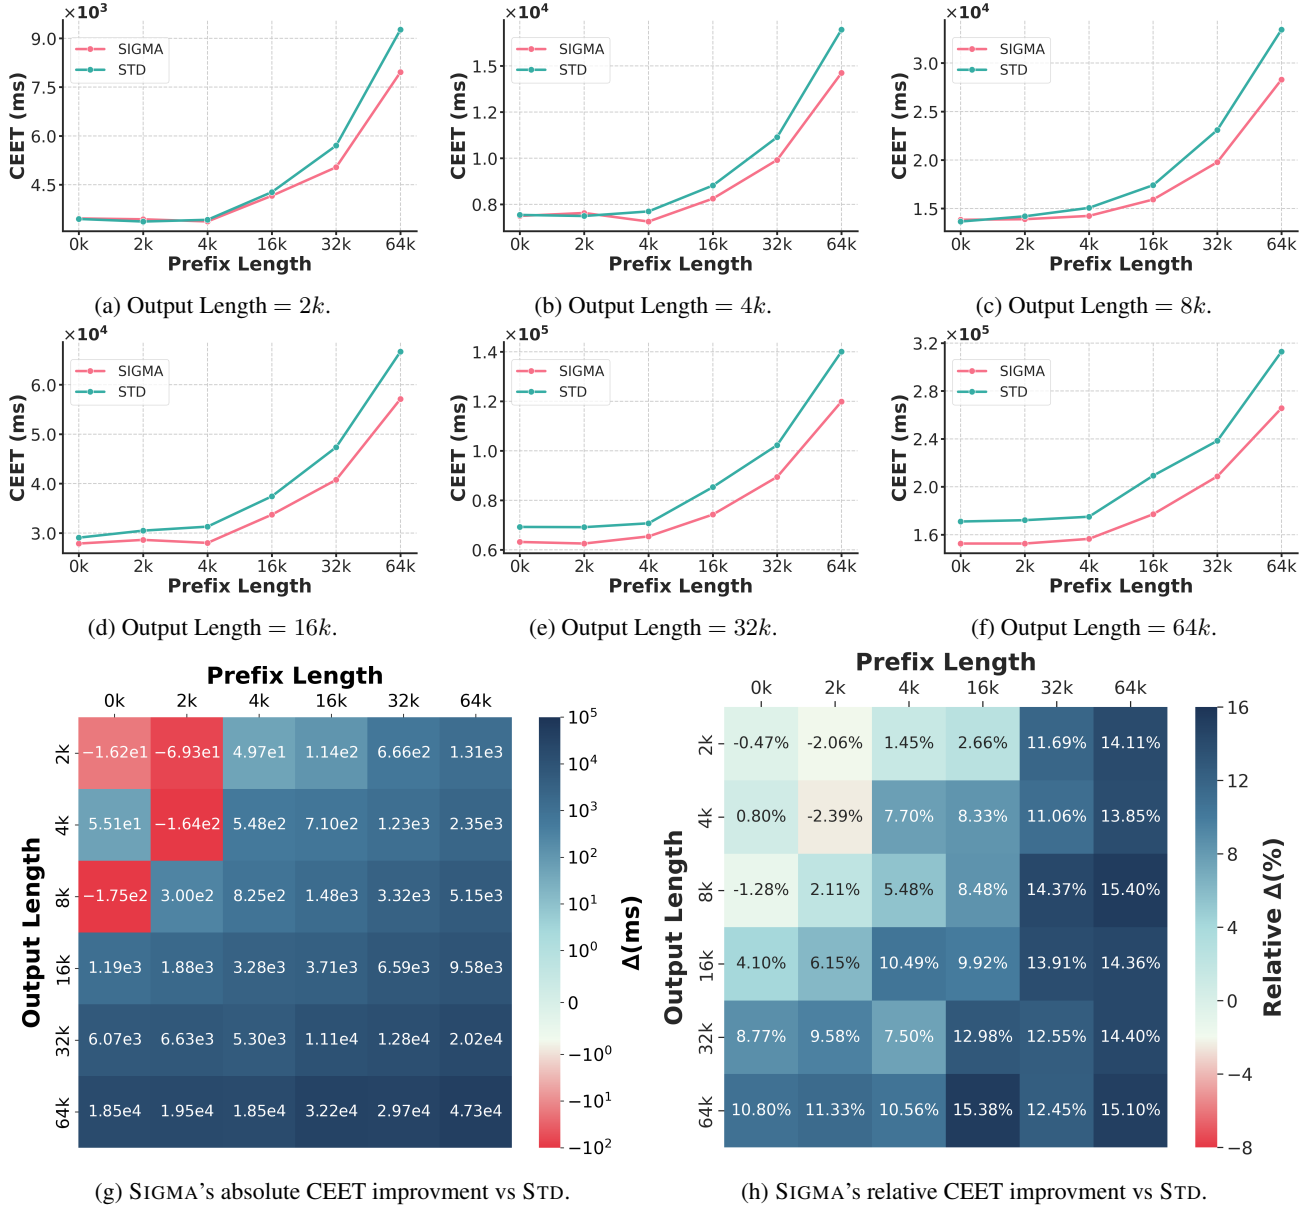 ×10³
CEET (ms)
9.0
7.5
6.0
4.5
SIGMA
STD
0k 2k 4k 16k 32k 64k
Prefix Length
(a) Output Length = 2k.
×10⁴
CEET (ms)
1.5
1.2
1.0
0.8
SIGMA
STD
0k 2k 4k 16k 32k 64k
Prefix Length
(b) Output Length = 4k.
×10⁴
CEET (ms)
3.0
2.5
2.0
1.5
SIGMA
STD
0k 2k 4k 16k 32k 64k
Prefix Length
(c) Output Length = 8k.
×10⁴
CEET (ms)
6.0
5.0
4.0
3.0
SIGMA
STD
0k 2k 4k 16k 32k 64k
Prefix Length
(d) Output Length = 16k.
×10⁵
CEET (ms)
1.4
1.2
1.0
0.8
0.6
SIGMA
STD
0k 2k 4k 16k 32k 64k
Prefix Length
(e) Output Length = 32k.
×10⁵
CEET (ms)
3.2
2.8
2.4
2.0
1.6
SIGMA
STD
0k 2k 4k 16k 32k 64k
Prefix Length
(f) Output Length = 64k.
Prefix Length
0k 2k 4k 16k 32k 64k
Output Length
2k −1.62e1 −6.93e1 4.97e1 1.14e2 6.66e2 1.31e3
4k 5.51e1 −1.64e2 5.48e2 7.10e2 1.23e3 2.35e3
8k −1.75e2 3.00e2 8.25e2 1.48e3 3.32e3 5.15e3
16k 1.19e3 1.88e3 3.28e3 3.71e3 6.59e3 9.58e3
32k 6.07e3 6.63e3 5.30e3 1.11e4 1.28e4 2.02e4
64k 1.85e4 1.95e4 1.85e4 3.22e4 2.97e4 4.73e4
10⁵
10⁴
10³
10²
10¹
10⁰
0
−10⁰
−10¹
−10²
Δ(ms)
(g) SIGMA's absolute CEET improvment vs STD.
Prefix Length
0k 2k 4k 16k 32k 64k
Output Length
2k -0.47% -2.06% 1.45% 2.66% 11.69% 14.11%
4k 0.80% -2.39% 7.70% 8.33% 11.06% 13.85%
8k -1.28% 2.11% 5.48% 8.48% 14.37% 15.40%
16k 4.10% 6.15% 10.49% 9.92% 13.91% 14.36%
32k 8.77% 9.58% 7.50% 12.98% 12.55% 14.40%
64k 10.80% 11.33% 10.56% 15.38% 12.45% 15.10%
16
12
8
4
0
−4
−8
Relative Δ(%)
(h) SIGMA's relative CEET improvment vs STD.